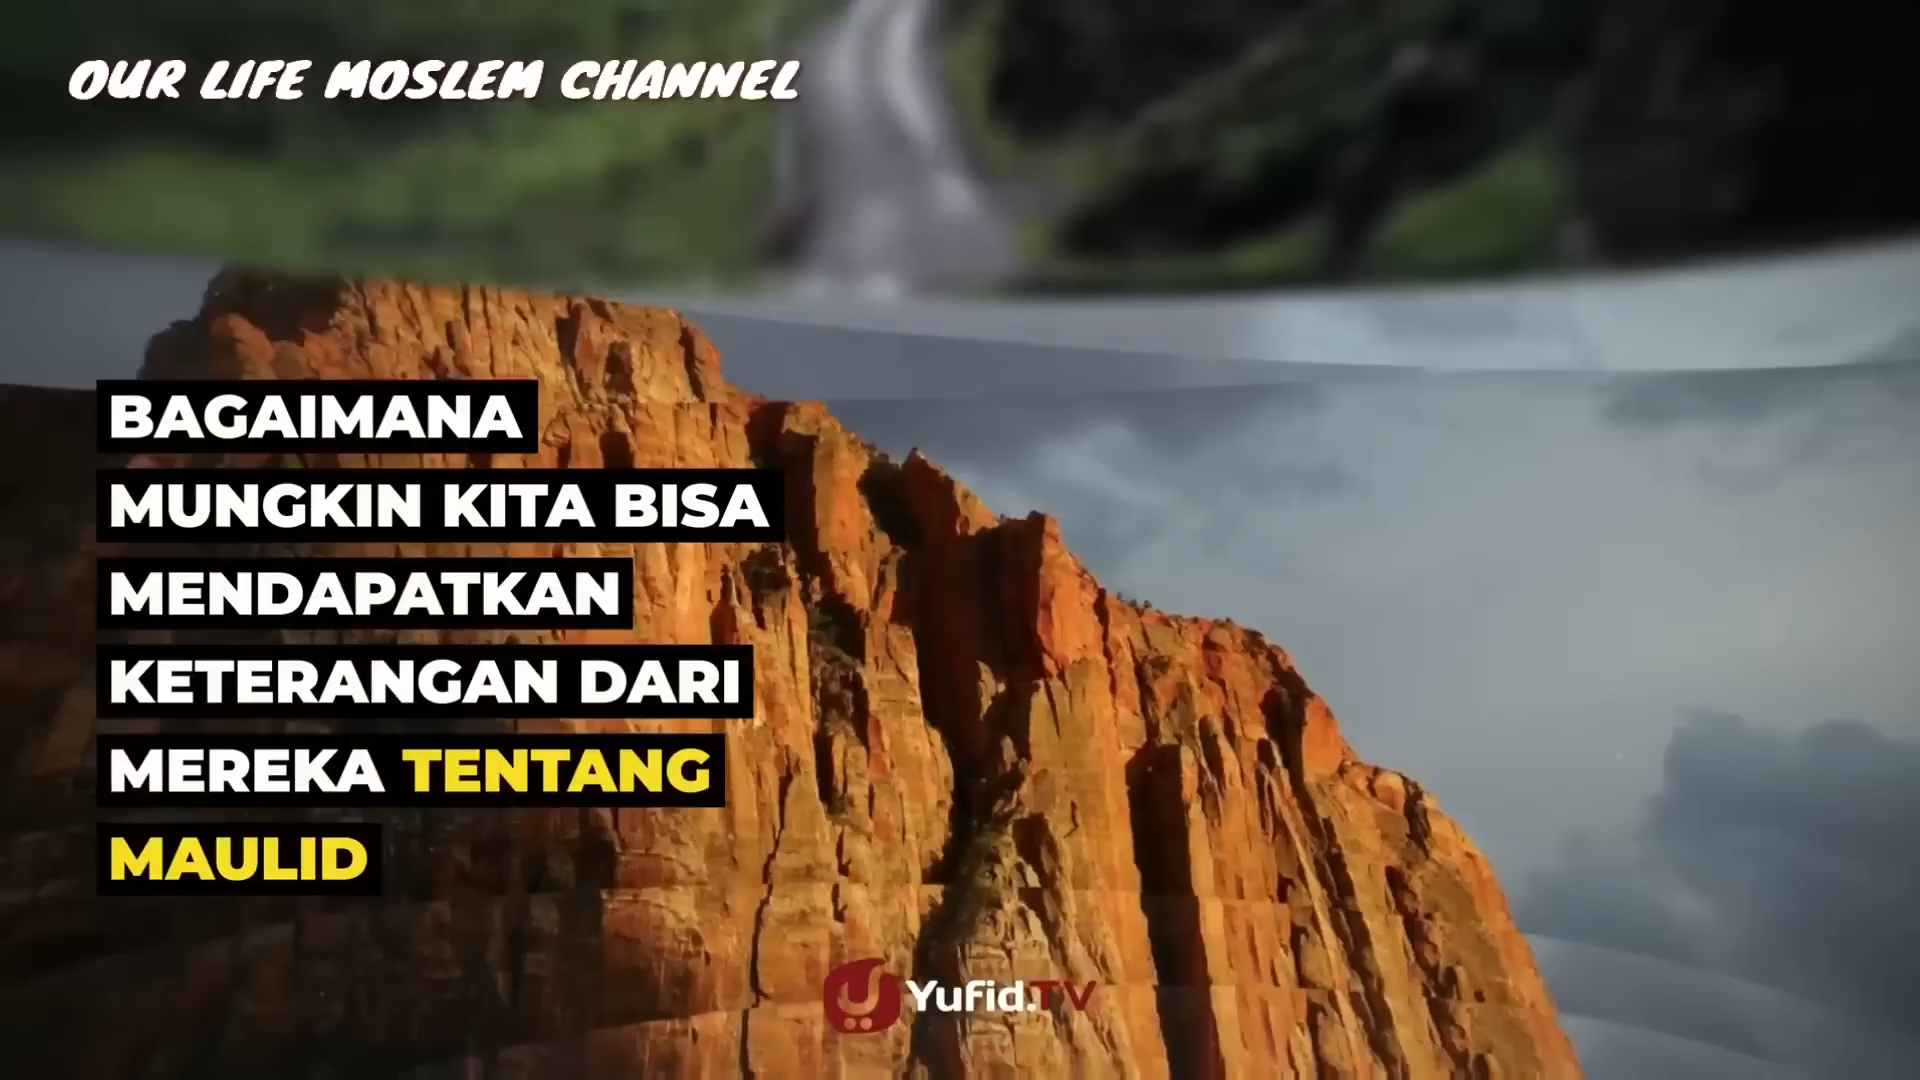 OUR LIFE MOSLEM CHANNEL
BAGAIMANA
MUNGKIN KITA BISA
MENDAPATKAN
KETERANGAN DARI
MEREKA TENTANG
MAULID
Yufid.TV